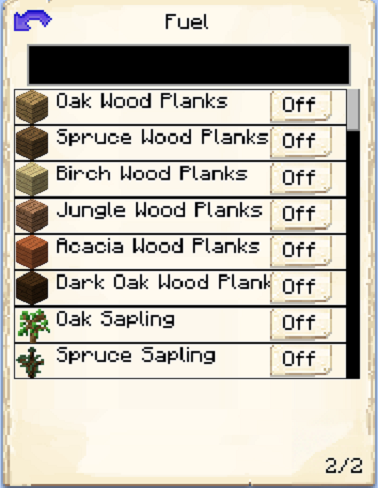 Fuel
Oak Wood Planks Off
Spruce Wood Planks Off
Birch Wood Planks Off
Jungle Wood Planks Off
Acacia Wood Planks Off
Dark Oak Wood Plank Off
Oak Sapling Off
Spruce Sapling Off
2/2